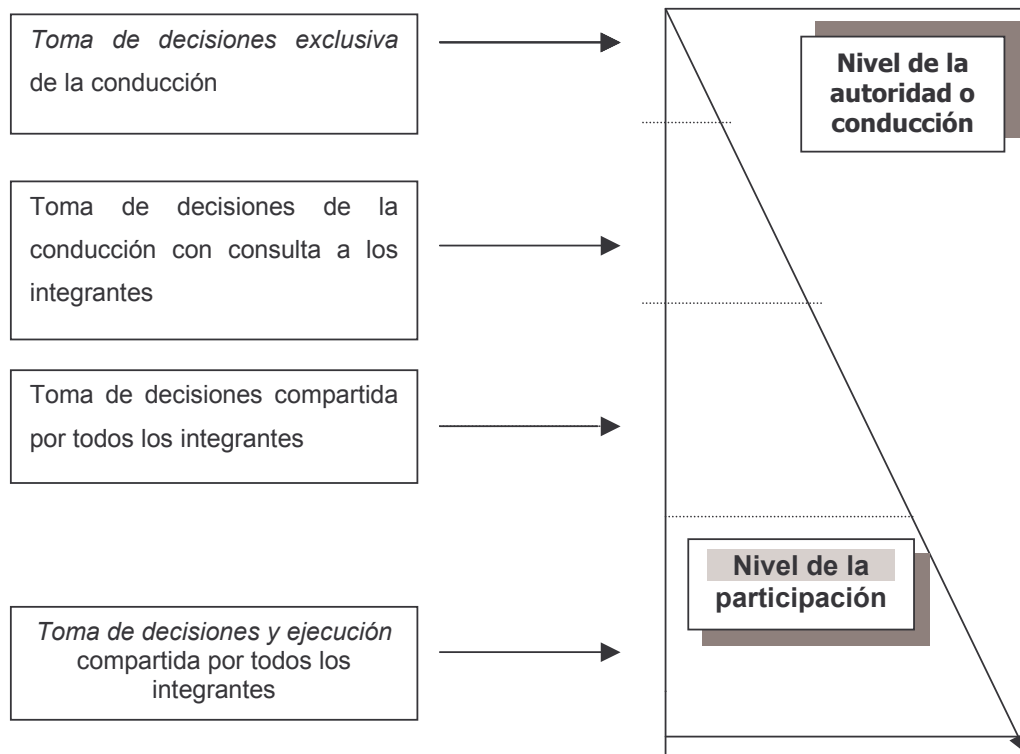 Toma de decisiones exclusiva
de la conducción
Nivel de la
autoridad o
conducción
Toma de decisiones de la
conducción con consulta a los
integrantes
Toma de decisiones compartida
por todos los integrantes
Nivel de la
participación
Toma de decisiones y ejecución
compartida por todos los
integrantes